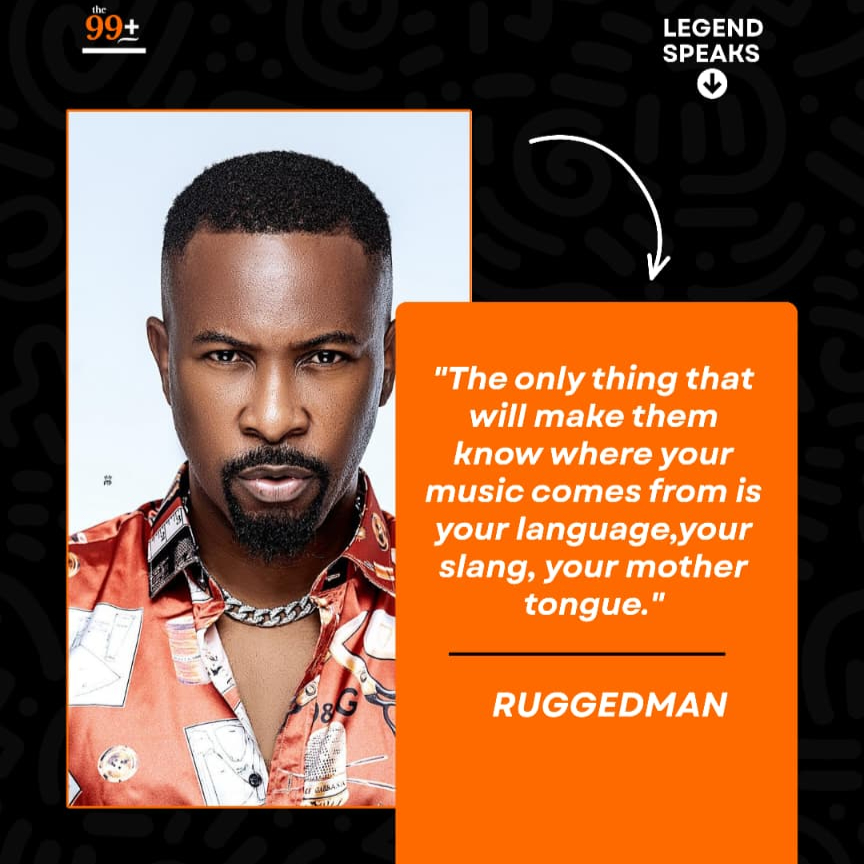 the
99+
LEGEND
SPEAKS
"The only thing that
will make them
know where your
music comes from is
your language,your
slang, your mother
tongue."
RUGGEDMAN
D&G